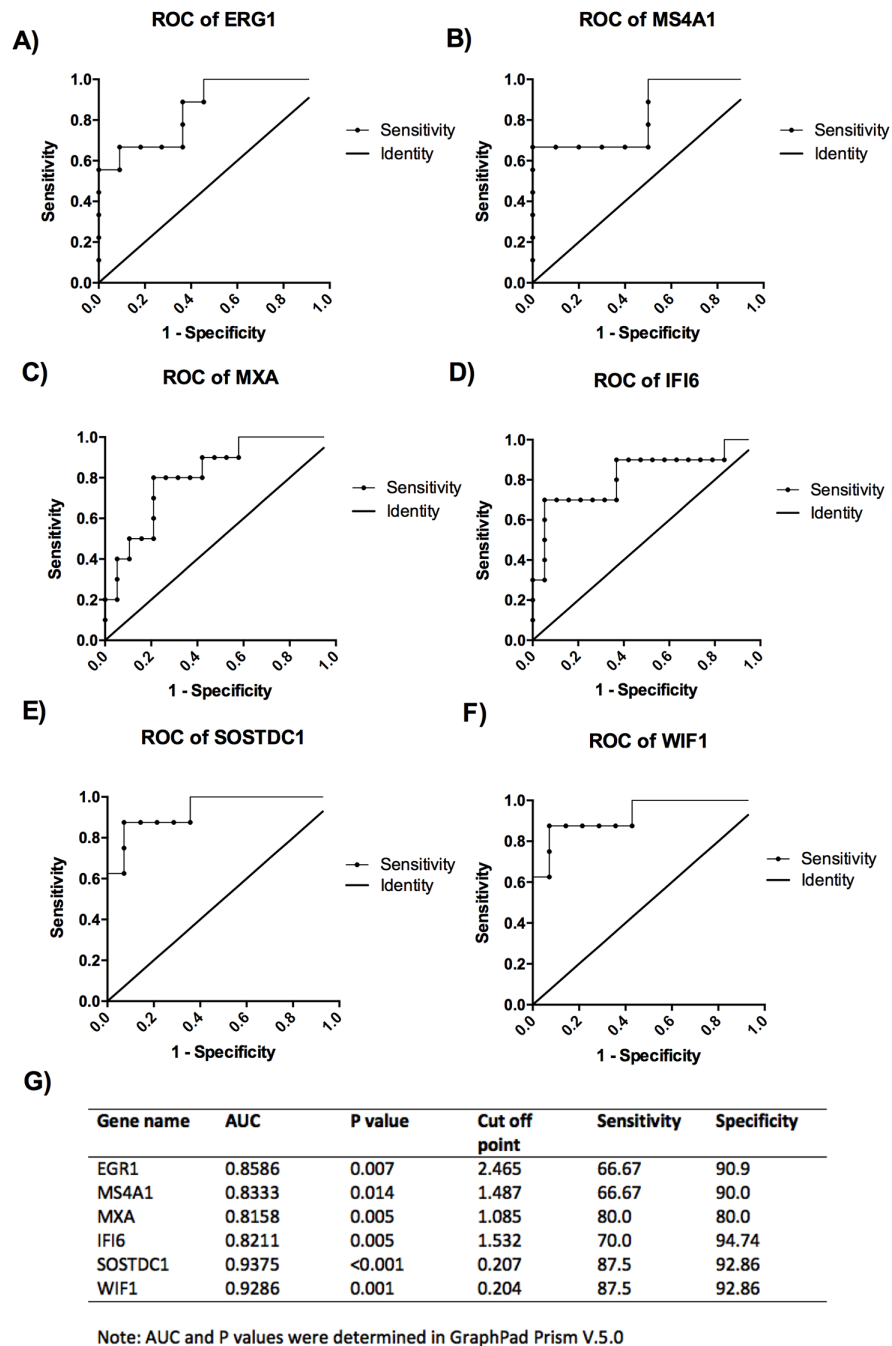 A)
ROC of ERG1
1.0
0.8
0.6
0.4
0.2
0.0
Sensitivity
0.0 0.2 0.4 0.6 0.8 1.0
1 - Specificity
Sensitivity
Identity
B)
ROC of MS4A1
1.0
0.8
0.6
0.4
0.2
0.0
Sensitivity
0.0 0.2 0.4 0.6 0.8 1.0
1 - Specificity
Sensitivity
Identity
C)
ROC of MXA
1.0
0.8
0.6
0.4
0.2
0.0
Sensitivity
0.0 0.2 0.4 0.6 0.8 1.0
1 - Specificity
Sensitivity
Identity
D)
ROC of IFI6
1.0
0.8
0.6
0.4
0.2
0.0
Sensitivity
0.0 0.2 0.4 0.6 0.8 1.0
1 - Specificity
Sensitivity
Identity
E)
ROC of SOSTDC1
1.0
0.8
0.6
0.4
0.2
0.0
Sensitivity
0.0 0.2 0.4 0.6 0.8 1.0
1 - Specificity
Sensitivity
Identity
F)
ROC of WIF1
1.0
0.8
0.6
0.4
0.2
0.0
Sensitivity
0.0 0.2 0.4 0.6 0.8 1.0
1 - Specificity
Sensitivity
Identity
G)
Gene name AUC P value Cut off point Sensitivity Specificity
EGR1 0.8586 0.007 2.465 66.67 90.9
MS4A1 0.8333 0.014 1.487 66.67 90.0
MXA 0.8158 0.005 1.085 80.0 80.0
IFI6 0.8211 0.005 1.532 70.0 94.74
SOSTDC1 0.9375 <0.001 0.207 87.5 92.86
WIF1 0.9286 0.001 0.204 87.5 92.86
Note: AUC and P values were determined in GraphPad Prism V.5.0